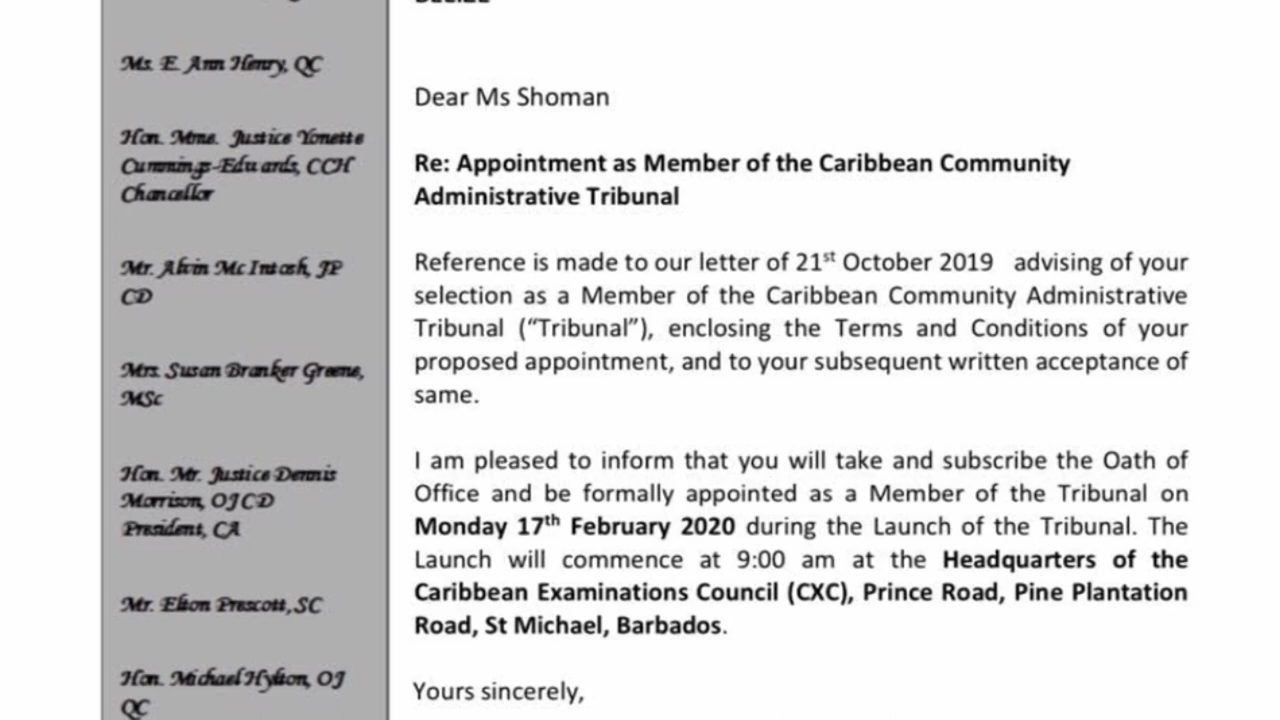 Ms. E. Ann Henry, QC
Hon. Mme. Justice Yonette
Cummings-Edwards, CCH
Chancellor
Mr. Alvin Mc Intosh, JP
CD
Mrs. Susan Branker Greene,
MSc
Hon. Mr. Justice Dennis
Morrison, OJ CD
President, CA
Mr. Elton Prescott, SC
Hon. Michael Hylton, OJ
QC
Dear Ms Shoman
Re: Appointment as Member of the Caribbean Community
Administrative Tribunal
Reference is made to our letter of 21st October 2019 advising of your
selection as a Member of the Caribbean Community Administrative
Tribunal (“Tribunal”), enclosing the Terms and Conditions of your
proposed appointment, and to your subsequent written acceptance of
same.
I am pleased to inform that you will take and subscribe the Oath of
Office and be formally appointed as a Member of the Tribunal on
Monday 17th February 2020 during the Launch of the Tribunal. The
Launch will commence at 9:00 am at the Headquarters of the
Caribbean Examinations Council (CXC), Prince Road, Pine Plantation
Road, St Michael, Barbados.
Yours sincerely,